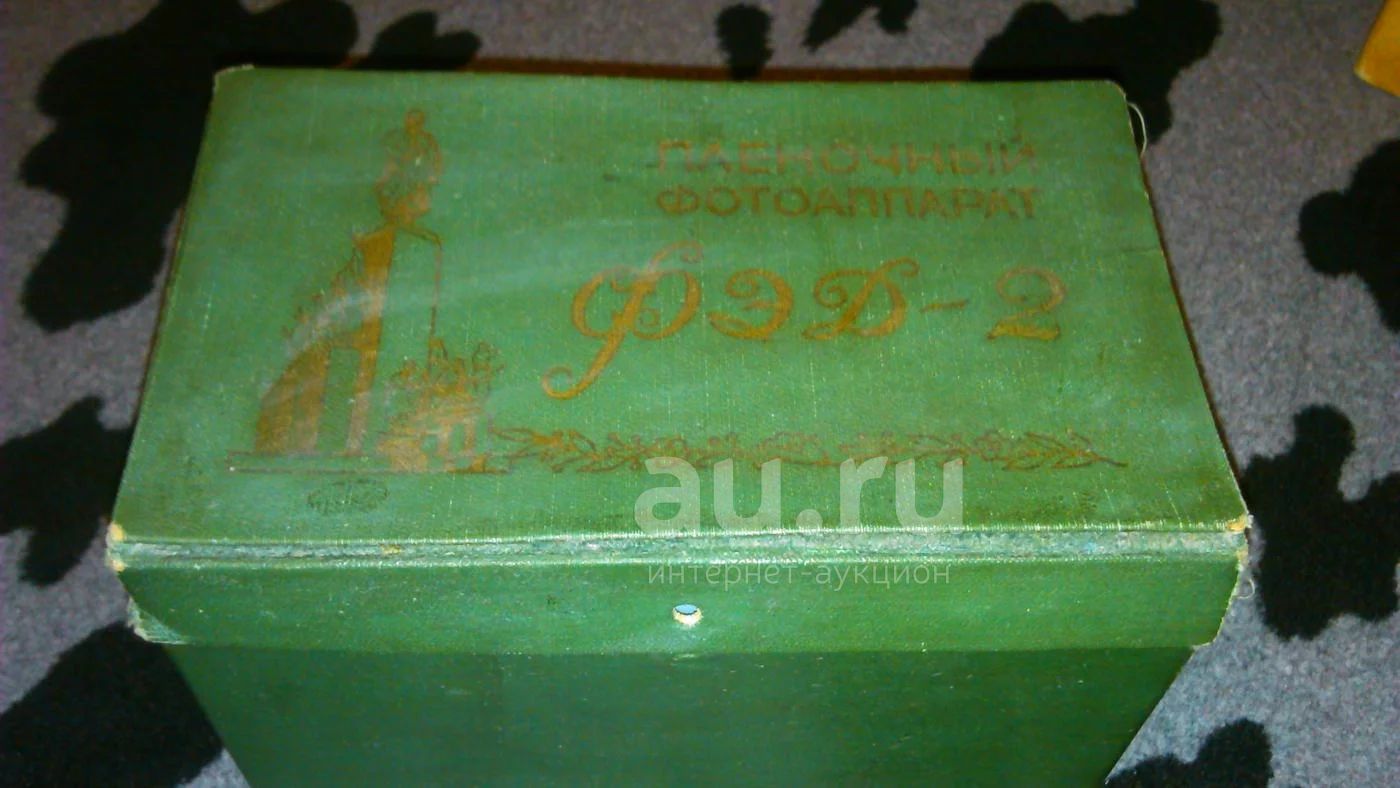 ПЛЕНОЧНЫЙ
ФОТОАППАРАТ
ФЭД-2
au.ru
интернет-аукцион